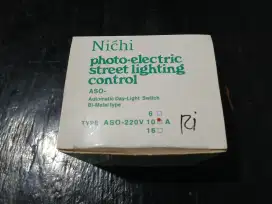 Nichi
photo-electric
street lighting
control
ASO-
Automatic Day-Light Switch
Bi-Metal type
6
TYPE ASO-220V 10 A
15